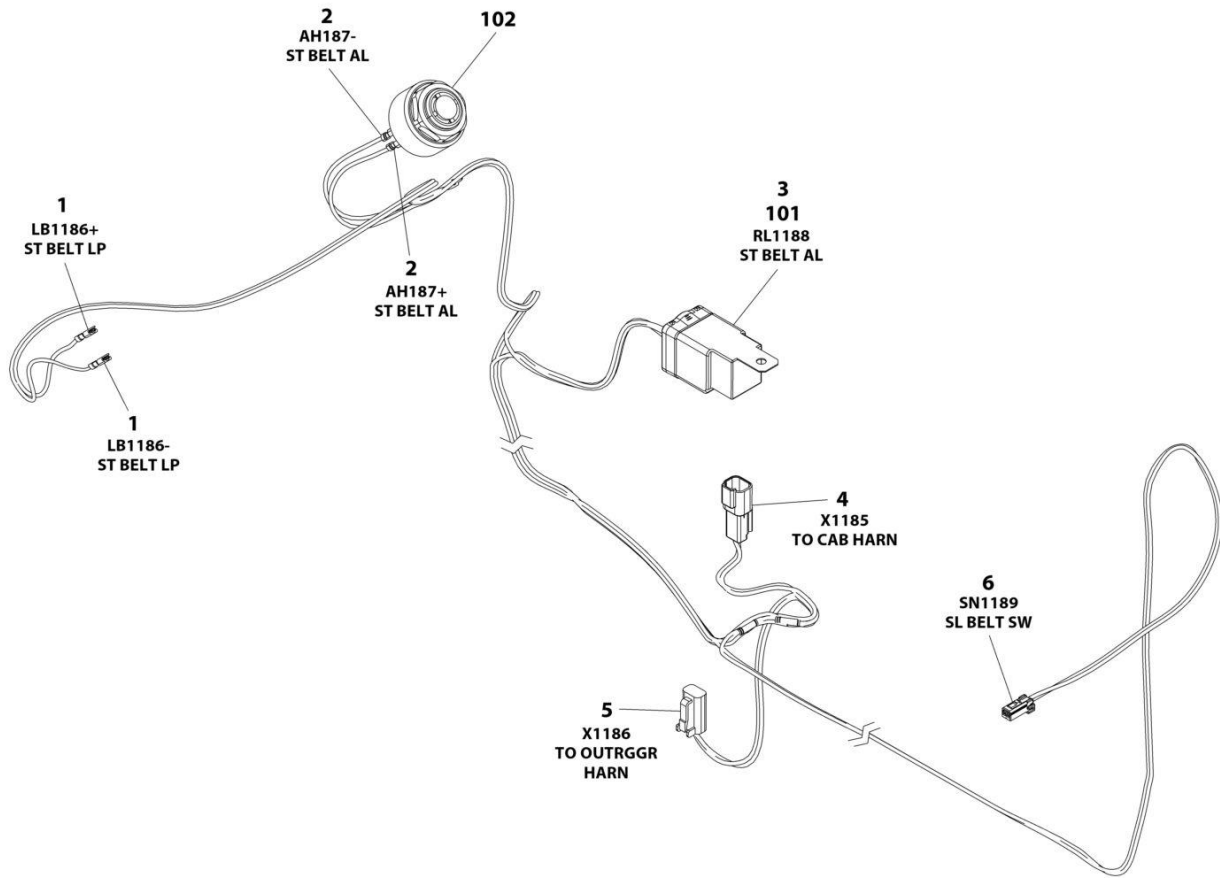 2
AH187-
ST BELT AL
102
1
LB1186+
ST BELT LP
2
AH187+
ST BELT AL
3
101
RL1188
ST BELT AL
1
LB1186-
ST BELT LP
4
X1185
TO CAB HARN
6
SN1189
SL BELT SW
5
X1186
TO OUTRGGR
HARN